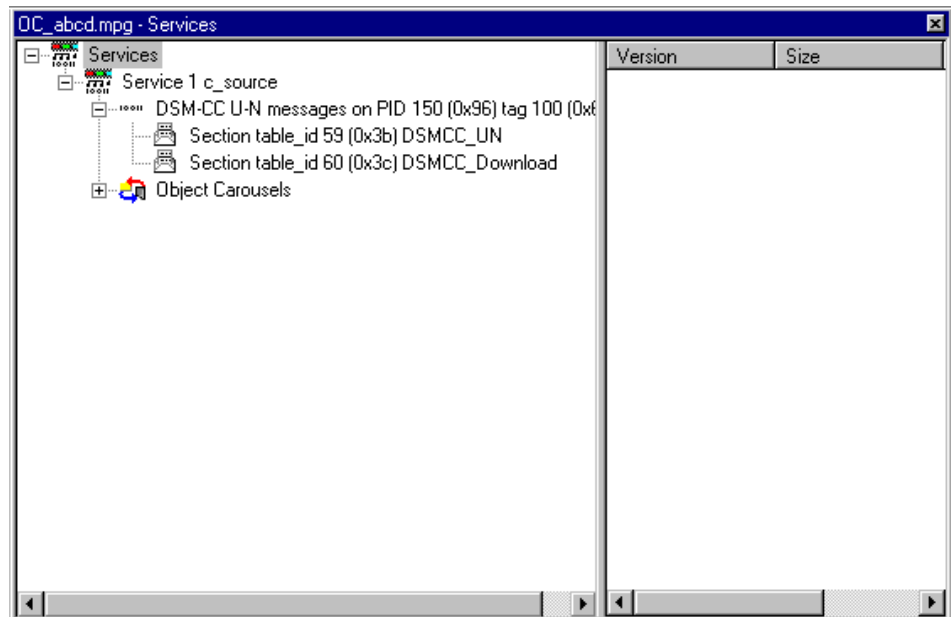 OC_abcd.mpg - Services
Services
Version Size
Service 1 c_source
DSM-CC U-N messages on PID 150 (0x96) tag 100 (0x6
Section table_id 59 (0x3b) DSMCC_UN
Section table_id 60 (0x3c) DSMCC_Download
Object Carousels